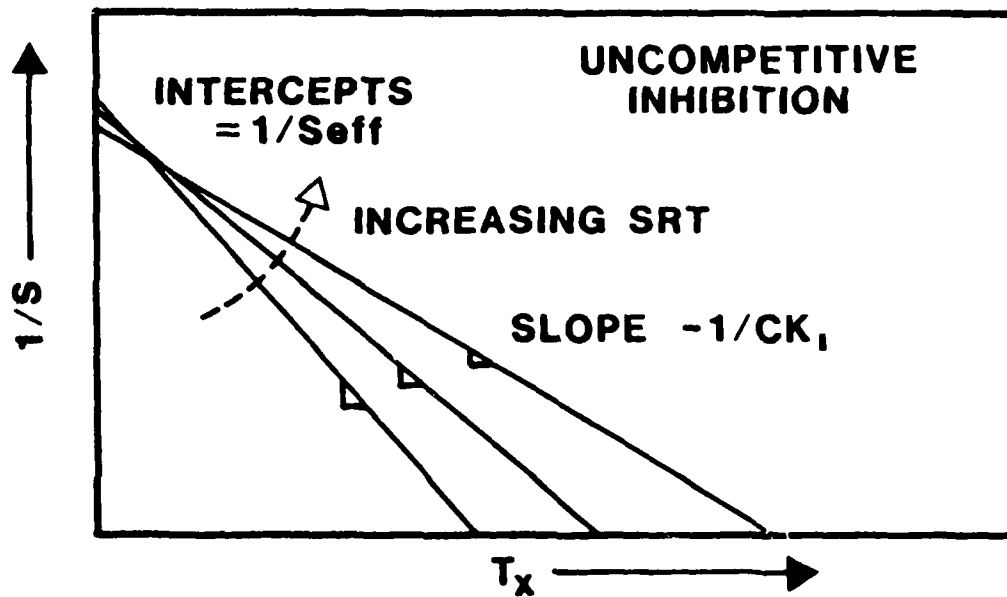 UNCOMPETITIVE
INHIBITION
INTERCEPTS
= 1/Seff
INCREASING SRT
SLOPE -1/CK₁
1/S
Tx